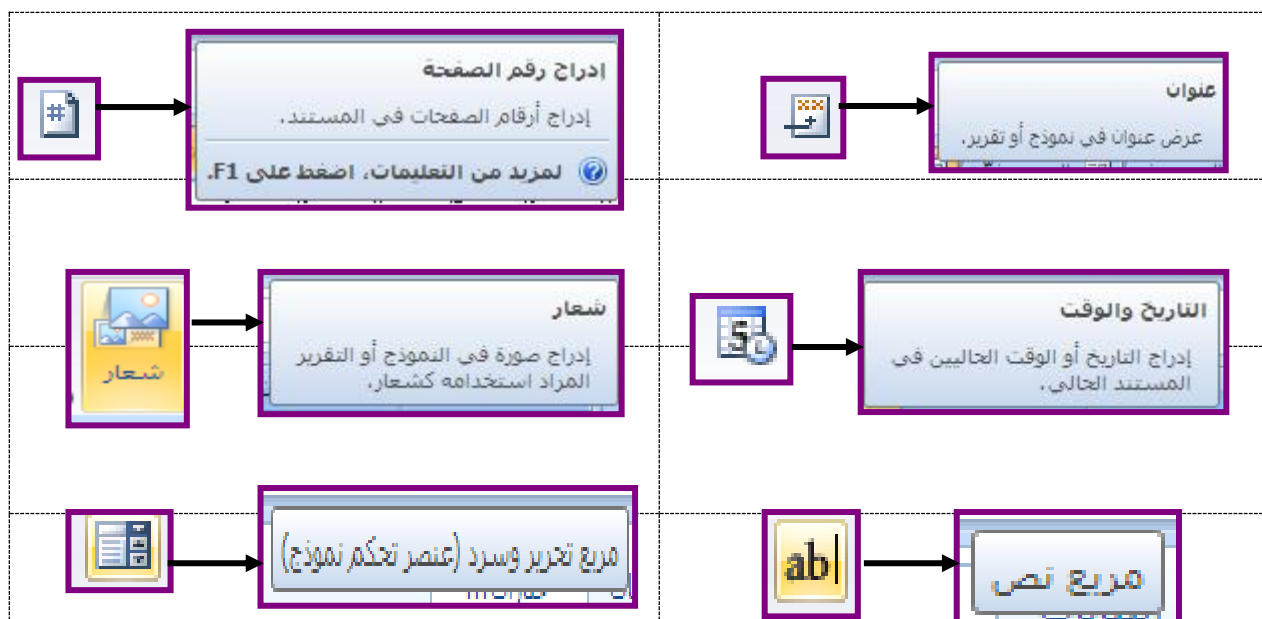 عنوان
عرض عنوان في نموذج أو تقرير.
إدراج رقم الصفحة
إدراج أرقام الصفحات في المستند.
لمزيد من التعليمات، اضغط على F1.
#
التاريخ والوقت
إدراج التاريخ أو الوقت الحاليين في
المستند الحالي.
5
شعار
إدراج صورة في النموذج أو التقرير
المراد استخدامه كشعار.
شعار
مربع نص
ab
مربع تحرير وسرد (عنصر تحكم نموذج)